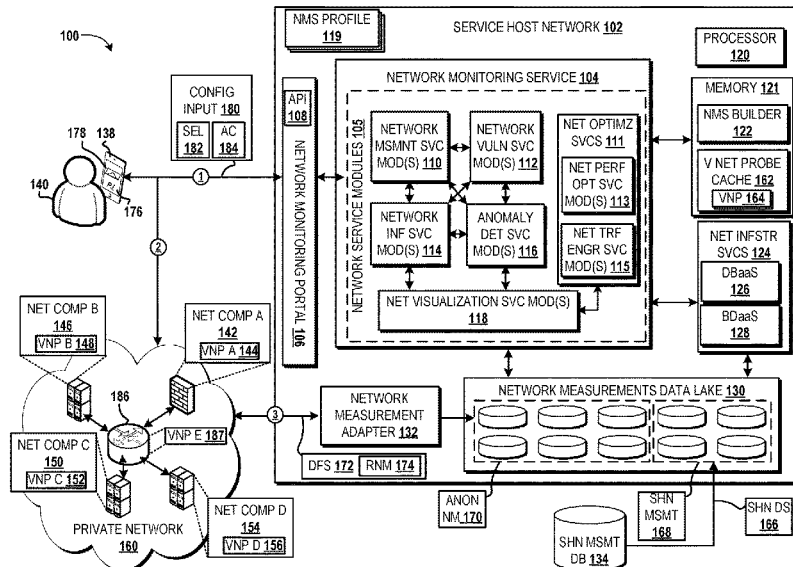 100
NMS PROFILE
119
SERVICE HOST NETWORK 102
PROCESSOR
120
CONFIG
INPUT 180
SEL
182
AC
184
178
138
140
176
1
2
API
108
NETWORK MONITORING PORTAL 106
NETWORK MONITORING SERVICE 104
NETWORK SERVICE MODULES 105
NETWORK
MSMNT SVC
MOD(S) 110
NETWORK
VULN SVC
MOD(S) 112
NETWORK
INF SVC
MOD(S) 114
ANOMALY
DET SVC
MOD(S) 116
NET OPTIMZ
SVCS 111
NET PERF
OPT SVC
MOD(S) 113
NET TRF
ENGR SVC
MOD(S) 115
NET VISUALIZATION SVC MOD(S)
118
MEMORY 121
NMS BUILDER
122
V NET PROBE
CACHE 162
VNP 164
NET INFSTR
SVCS 124
DBaaS
126
BDaaS
128
NET COMP B
146
VNP B 148
NET COMP A
142
VNP A 144
186
VNP E 187
NET COMP C
150
VNP C 152
NET COMP D
154
VNP D 156
PRIVATE NETWORK
160
3
NETWORK
MEASUREMENT
ADAPTER 132
DFS 172
RNM 174
NETWORK MEASUREMENTS DATA LAKE 130
ANON
NM 170
SHN
MSMT
168
SHN MSMT
DB 134
SHN DS
166